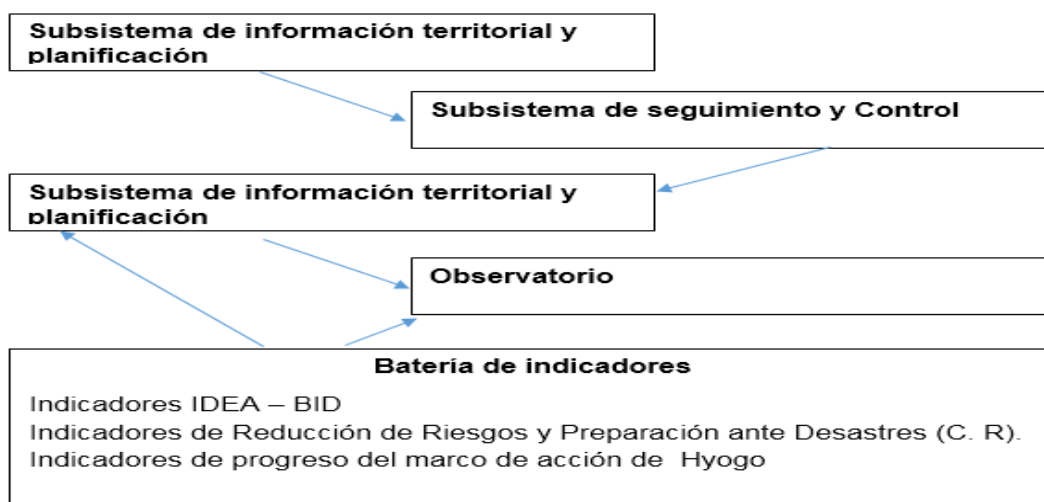 Subsistema de información territorial y
planificación
Subsistema de seguimiento y Control
Subsistema de información territorial y
planificación
Observatorio
Batería de indicadores
Indicadores IDEA – BID
Indicadores de Reducción de Riesgos y Preparación ante Desastres (C. R).
Indicadores de progreso del marco de acción de Hyogo